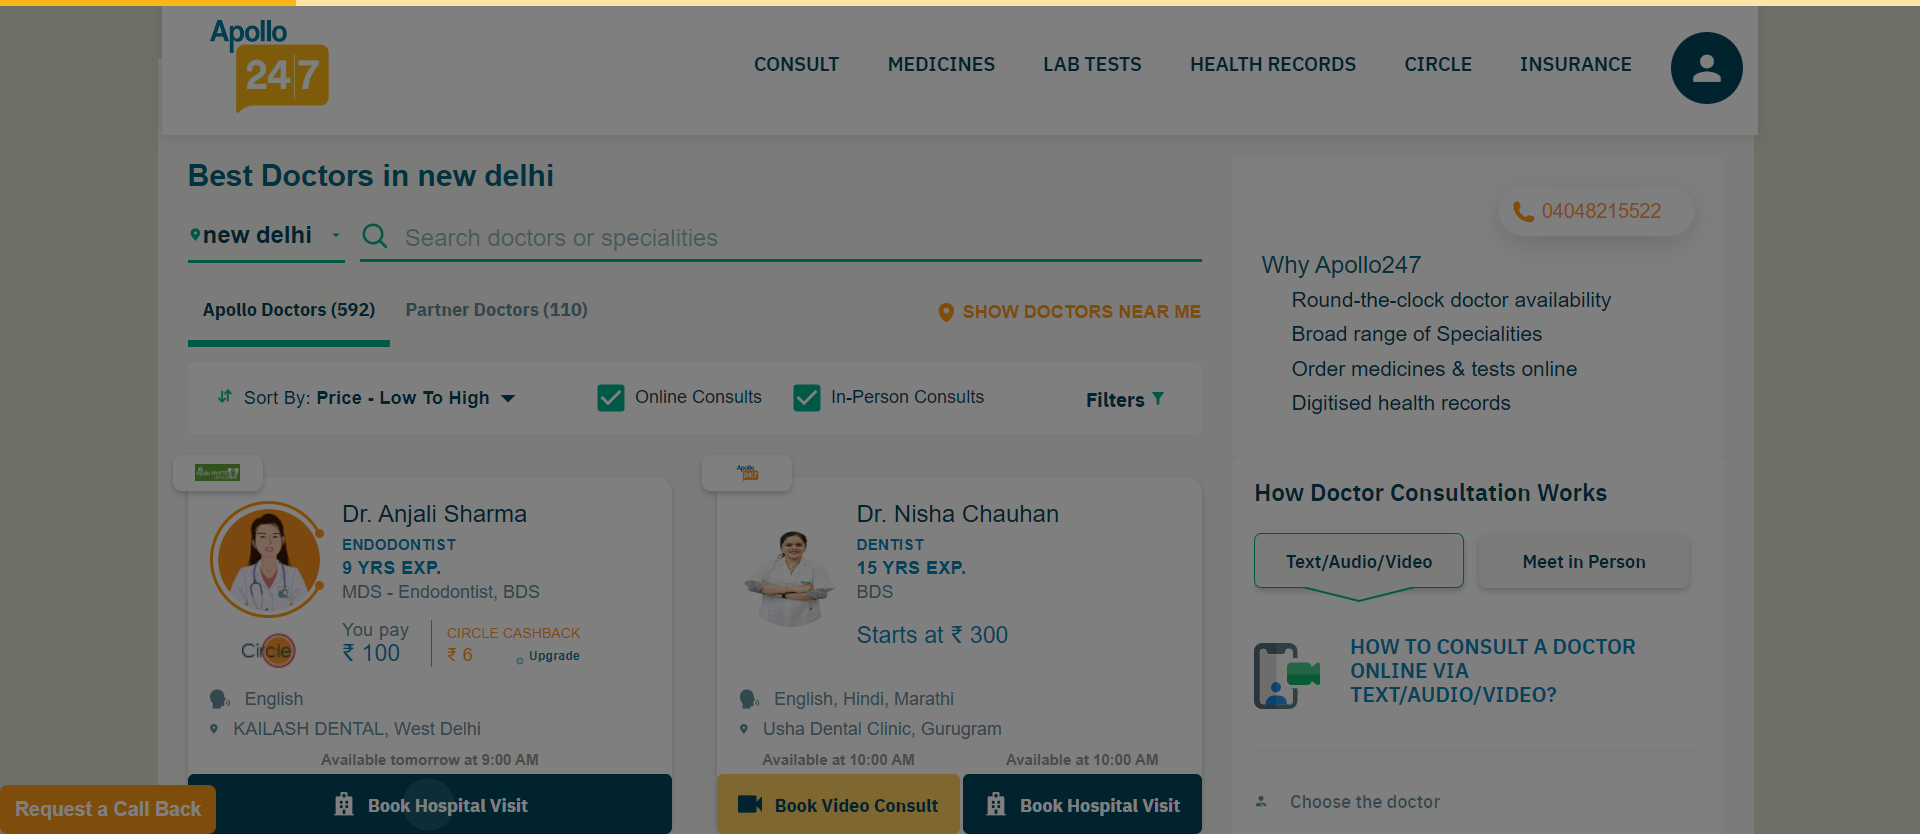 Apollo
24|7
CONSULT
MEDICINES
LAB TESTS
HEALTH RECORDS
CIRCLE
INSURANCE
Best Doctors in new delhi
new delhi
Search doctors or specialities
Apollo Doctors (592)
Partner Doctors (110)
SHOW DOCTORS NEAR ME
Sort By: Price - Low To High
Online Consults
In-Person Consults
Filters
Dr. Anjali Sharma
ENDODONTIST
9 YRS EXP.
MDS - Endodontist, BDS
Circle
You pay
₹ 100
CIRCLE CASHBACK
₹ 6
Upgrade
English
KAILASH DENTAL, West Delhi
Available tomorrow at 9:00 AM
Book Hospital Visit
Apollo
24|7
Dr. Nisha Chauhan
DENTIST
15 YRS EXP.
BDS
Starts at ₹ 300
English, Hindi, Marathi
Usha Dental Clinic, Gurugram
Available at 10:00 AM
Available at 10:00 AM
Book Video Consult
Book Hospital Visit
04048215522
Why Apollo247
Round-the-clock doctor availability
Broad range of Specialities
Order medicines & tests online
Digitised health records
How Doctor Consultation Works
Text/Audio/Video
Meet in Person
HOW TO CONSULT A DOCTOR
ONLINE VIA
TEXT/AUDIO/VIDEO?
Choose the doctor
Request a Call Back